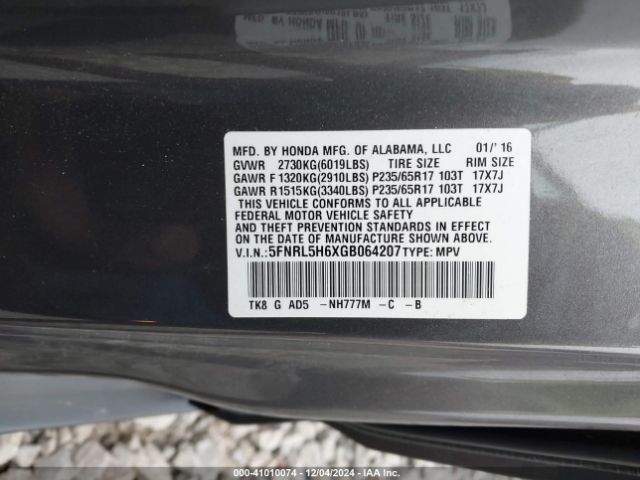 MFD. BY HONDA MFG. OF ALABAMA, LLC 01/'16
GVWR 2730KG(6019LBS) TIRE SIZE RIM SIZE
GAWR F 1320KG(2910LBS) P235/65R17 103T 17X7J
GAWR R 1515KG(3340LBS) P235/65R17 103T 17X7J
THIS VEHICLE CONFORMS TO ALL APPLICABLE
FEDERAL MOTOR VEHICLE SAFETY
AND THEFT PREVENTION STANDARDS IN EFFECT
ON THE DATE OF MANUFACTURE SHOWN ABOVE.
V.I.N.: 5FNRL5H6XGB064207 TYPE: MPV
TK8 G AD5 -NH777M -C -B
#default - 41010074 - 12/04/2024 - IAA Inc.